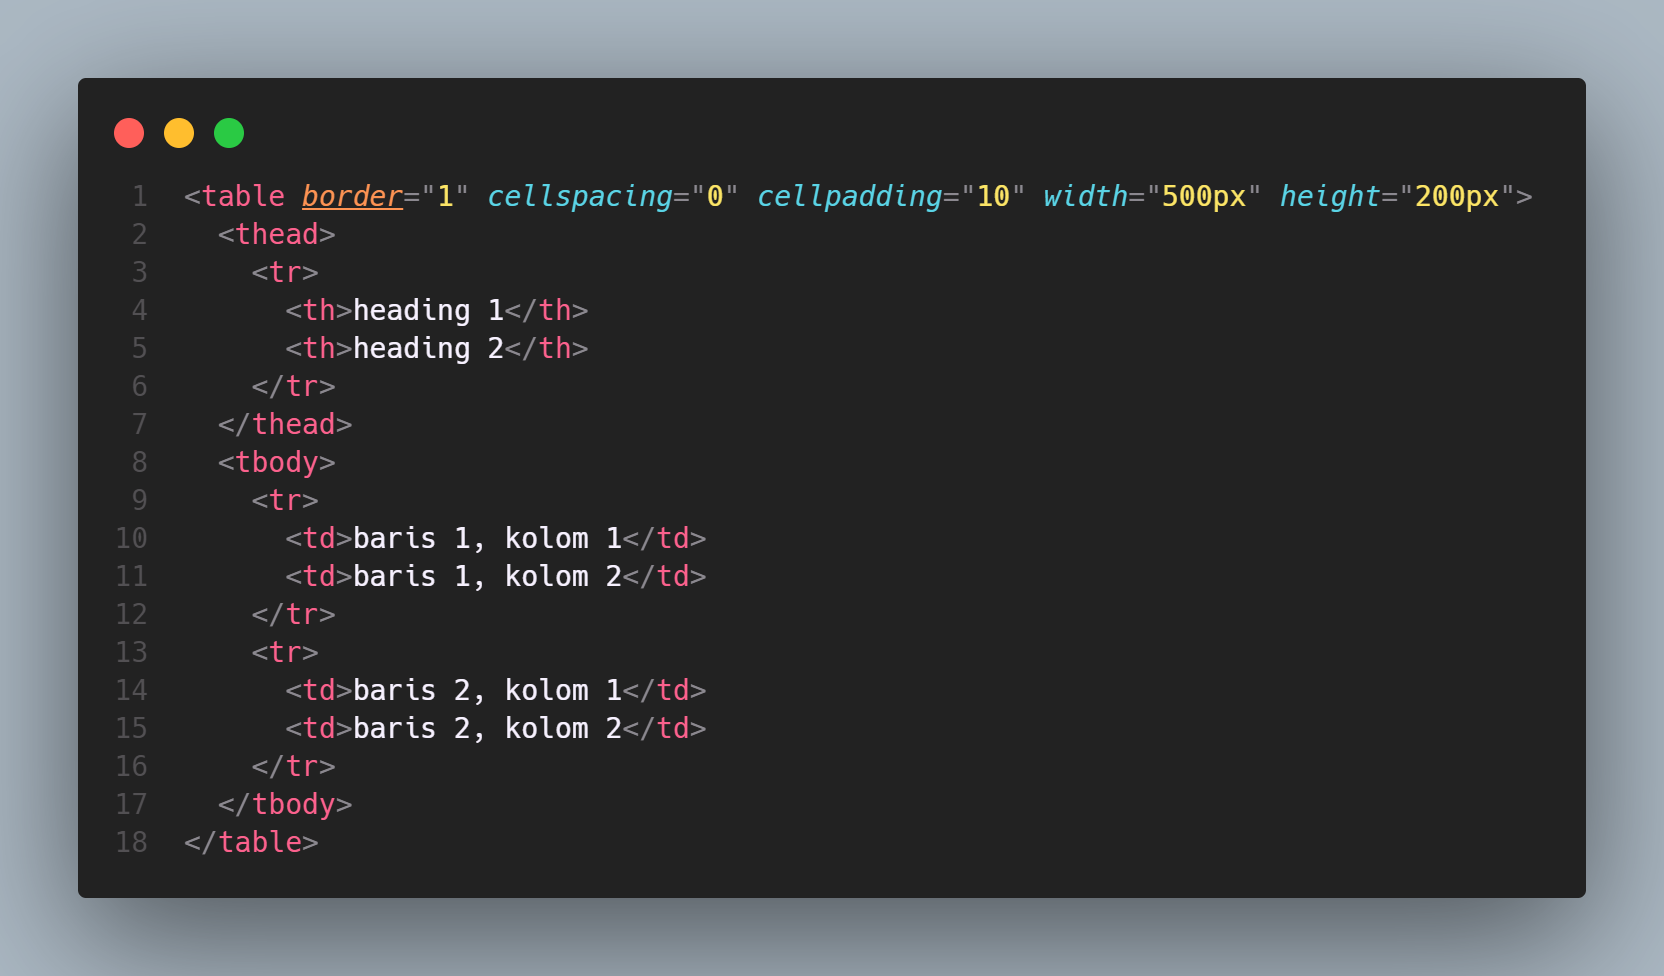 1 <table border="1" cellspacing="0" cellpadding="10" width="500px" height="200px">
2   <thead>
3     <tr>
4       <th>heading 1</th>
5       <th>heading 2</th>
6     </tr>
7   </thead>
8   <tbody>
9     <tr>
10       <td>baris 1, kolom 1</td>
11       <td>baris 1, kolom 2</td>
12     </tr>
13     <tr>
14       <td>baris 2, kolom 1</td>
15       <td>baris 2, kolom 2</td>
16     </tr>
17   </tbody>
18 </table>